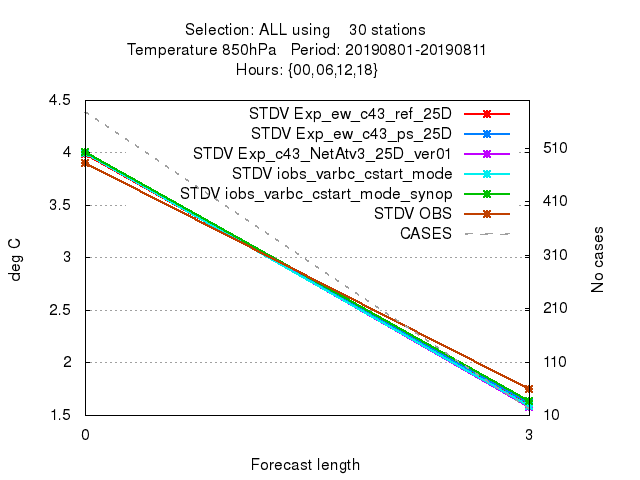 Selection: ALL using 30 stations
Temperature 850hPa Period: 20190801-20190811
Hours: {00,06,12,18}
4.5
STDV Exp_ew_c43_ref_25D
STDV Exp_ew_c43_ps_25D
4
STDV Exp_c43_NetAtv3_25D_ver01
510
STDV iobs_varbc_cstart_mode
3.5
STDV iobs_varbc_cstart_mode_synop
410
STDV OBS
CASES
3
310
deg C
No cases
2.5
210
2
110
1.5
10
0
3
Forecast length